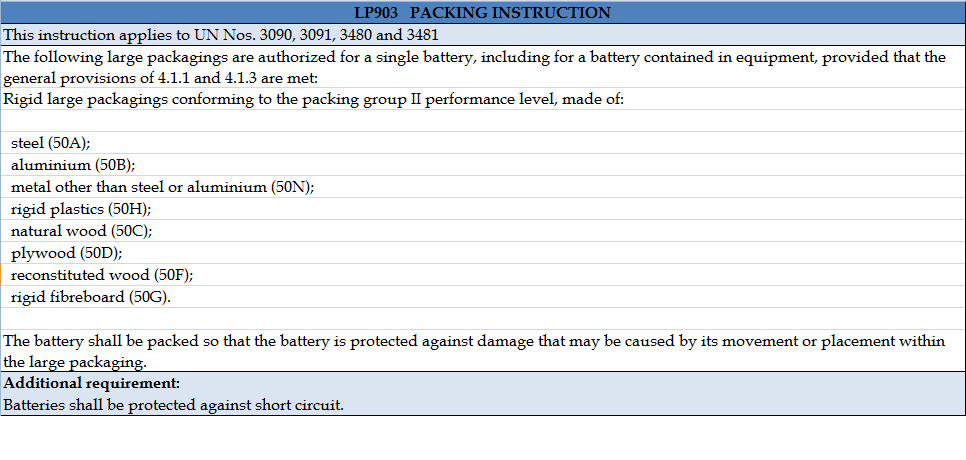 LP903 PACKING INSTRUCTION
This instruction applies to UN Nos. 3090, 3091, 3480 and 3481
The following large packagings are authorized for a single battery, including for a battery contained in equipment, provided that the
general provisions of 4.1.1 and 4.1.3 are met:
Rigid large packagings conforming to the packing group II performance level, made of:
steel (50A);
aluminium (50B);
metal other than steel or aluminium (50N);
rigid plastics (50H);
natural wood (50C);
plywood (50D);
reconstituted wood (50F);
rigid fibreboard (50G).
The battery shall be packed so that the battery is protected against damage that may be caused by its movement or placement within
the large packaging.
Additional requirement:
Batteries shall be protected against short circuit.